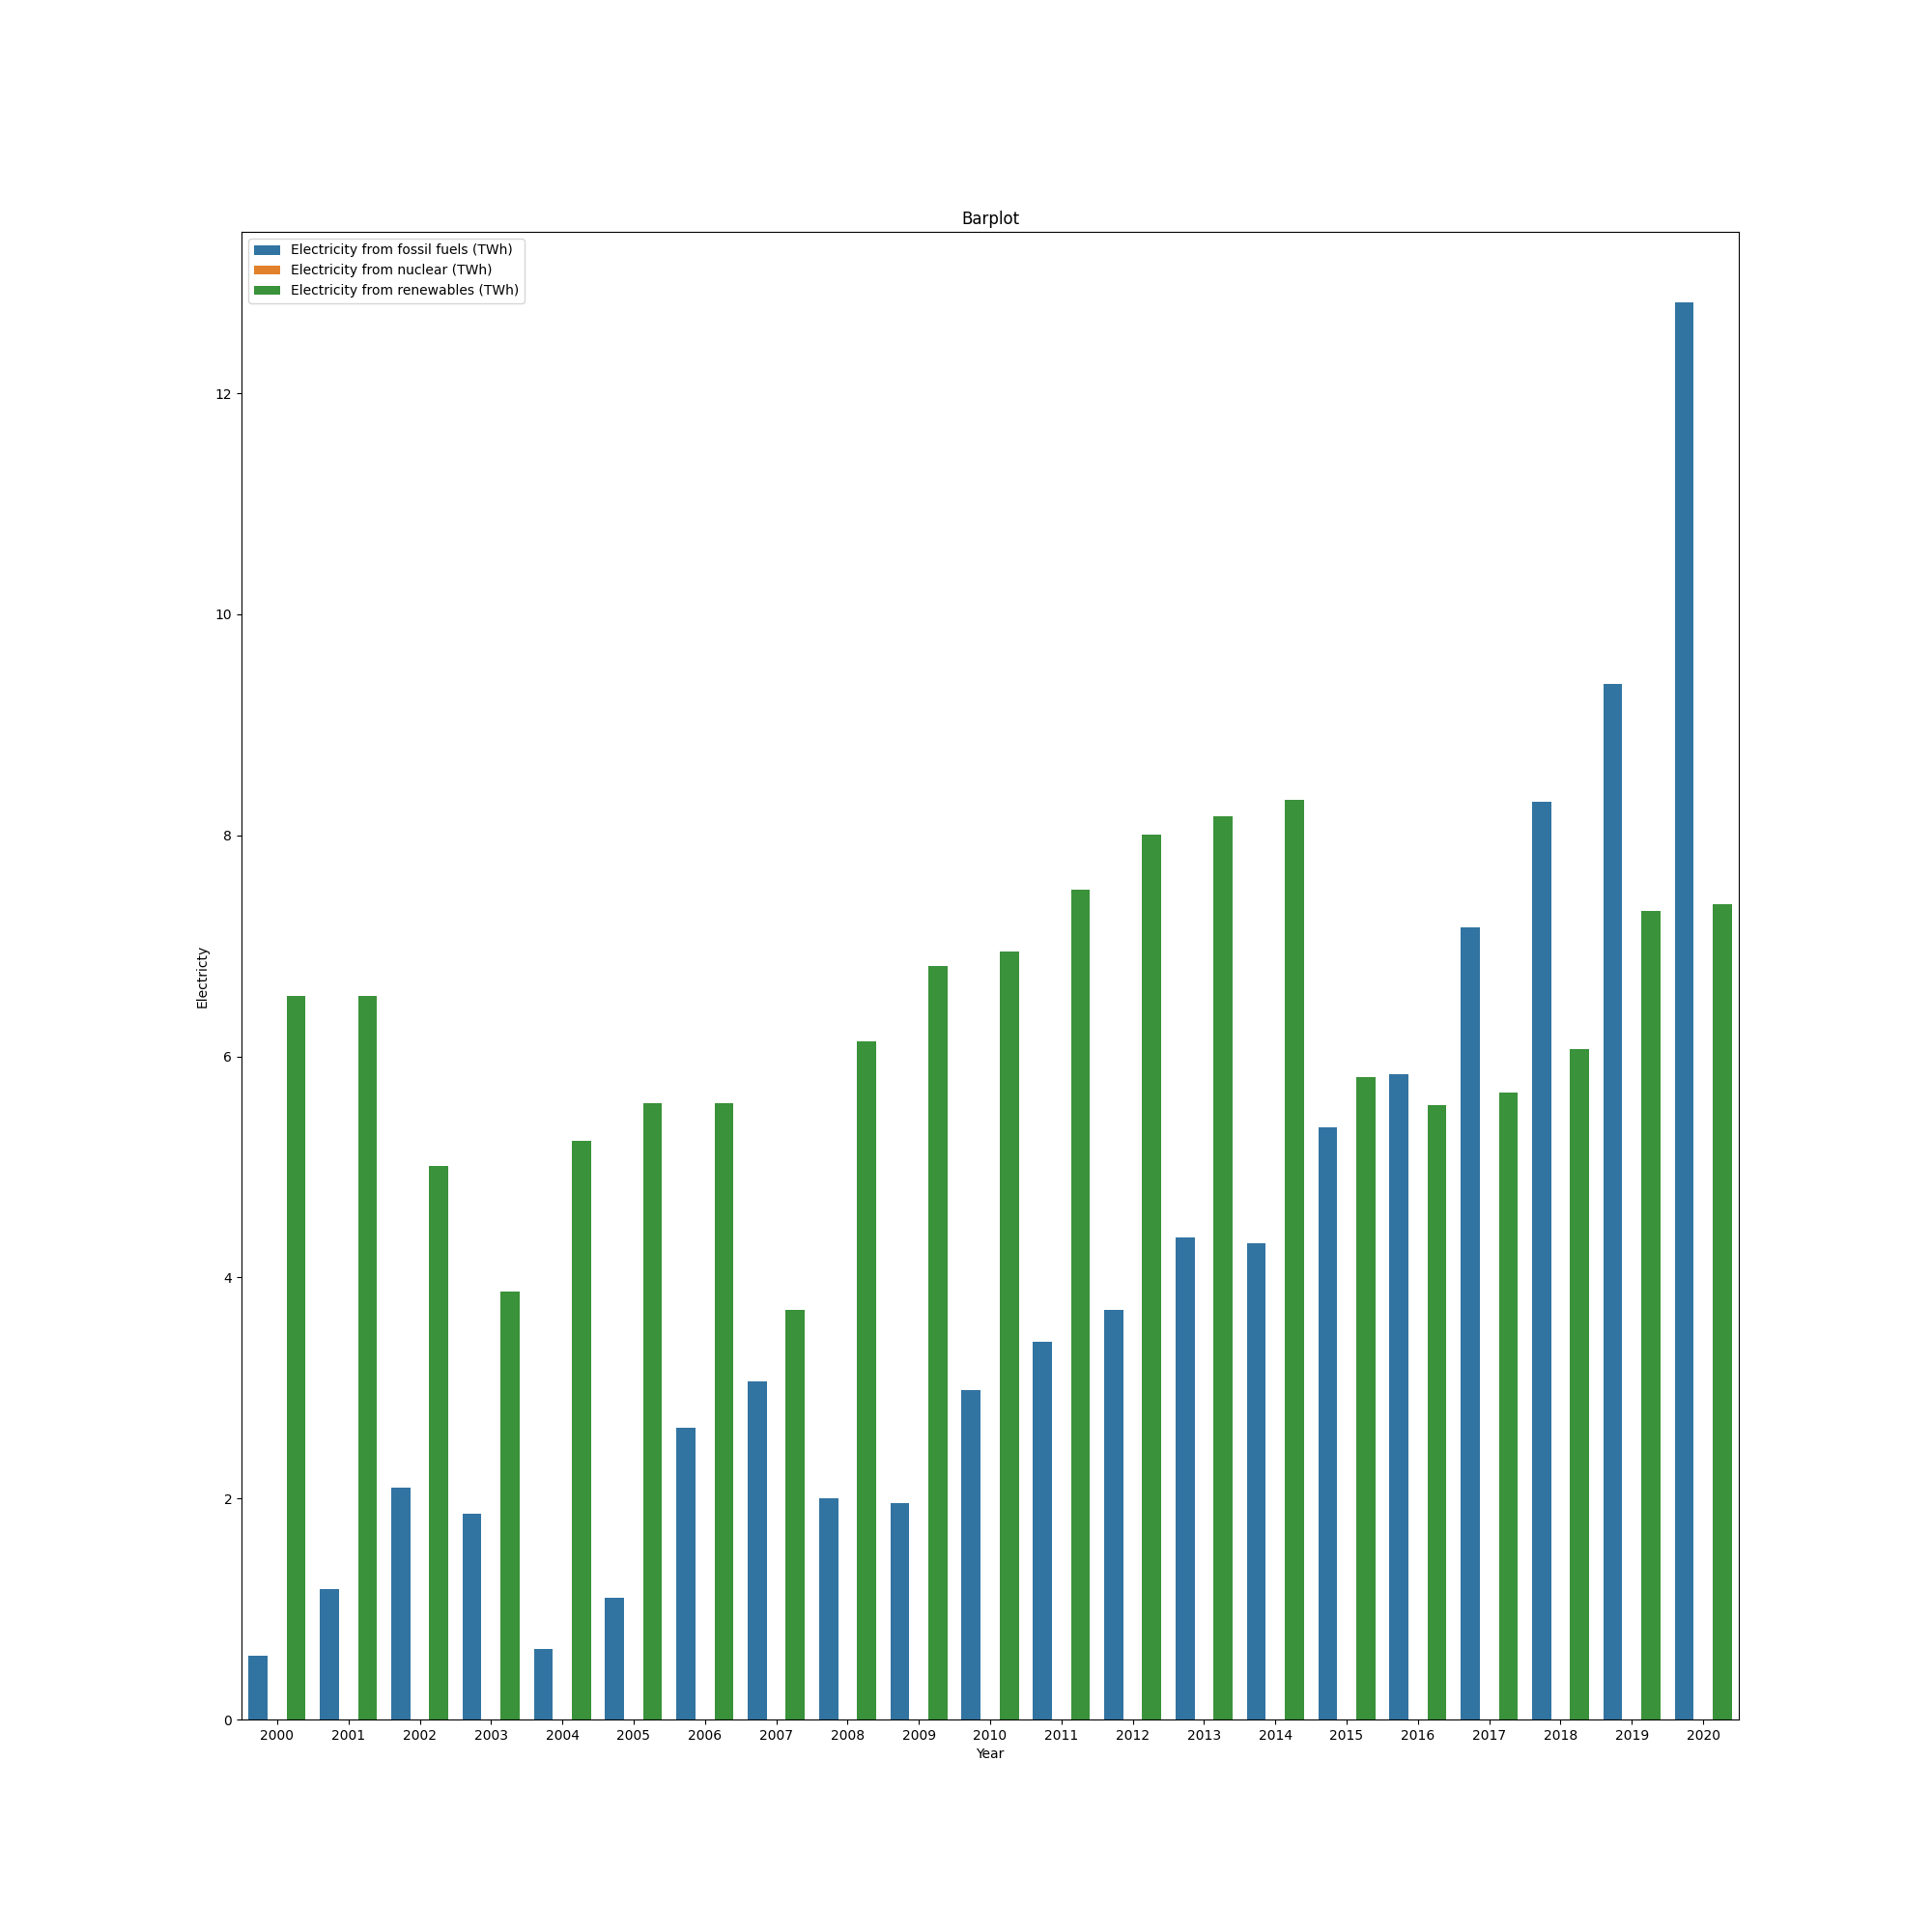 Barplot
Electricity from fossil fuels (TWh)
Electricity from nuclear (TWh)
Electricity from renewables (TWh)
12
10
8
6
4
2
0
Electricty
2000 2001 2002 2003 2004 2005 2006 2007 2008 2009 2010 2011 2012 2013 2014 2015 2016 2017 2018 2019 2020
Year